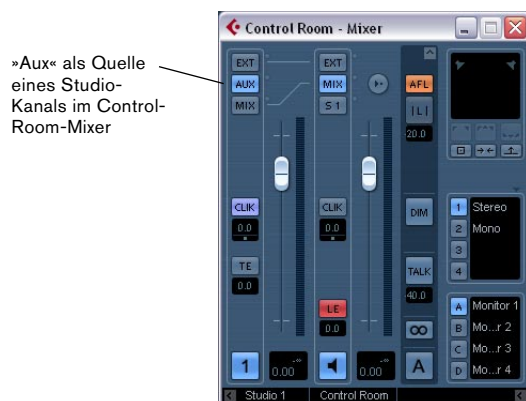 »Aux« als Quelle
eines Studio-
Kanals im Control-
Room-Mixer
Control Room - Mixer
EXT
AUX
MIX
CLIK
0.0
TE
0.0
1
0.00
-∞
Studio 1
EXT
MIX
S 1
CLIK
0.0
LE
0.0
0.00
-∞
Control Room
AFL
|L|
20.0
DIM
TALK
40.0
A
1 Stereo
2 Mono
3
4
A Monitor 1
B Mo...r 2
C Mo...r 3
D Mo...r 4